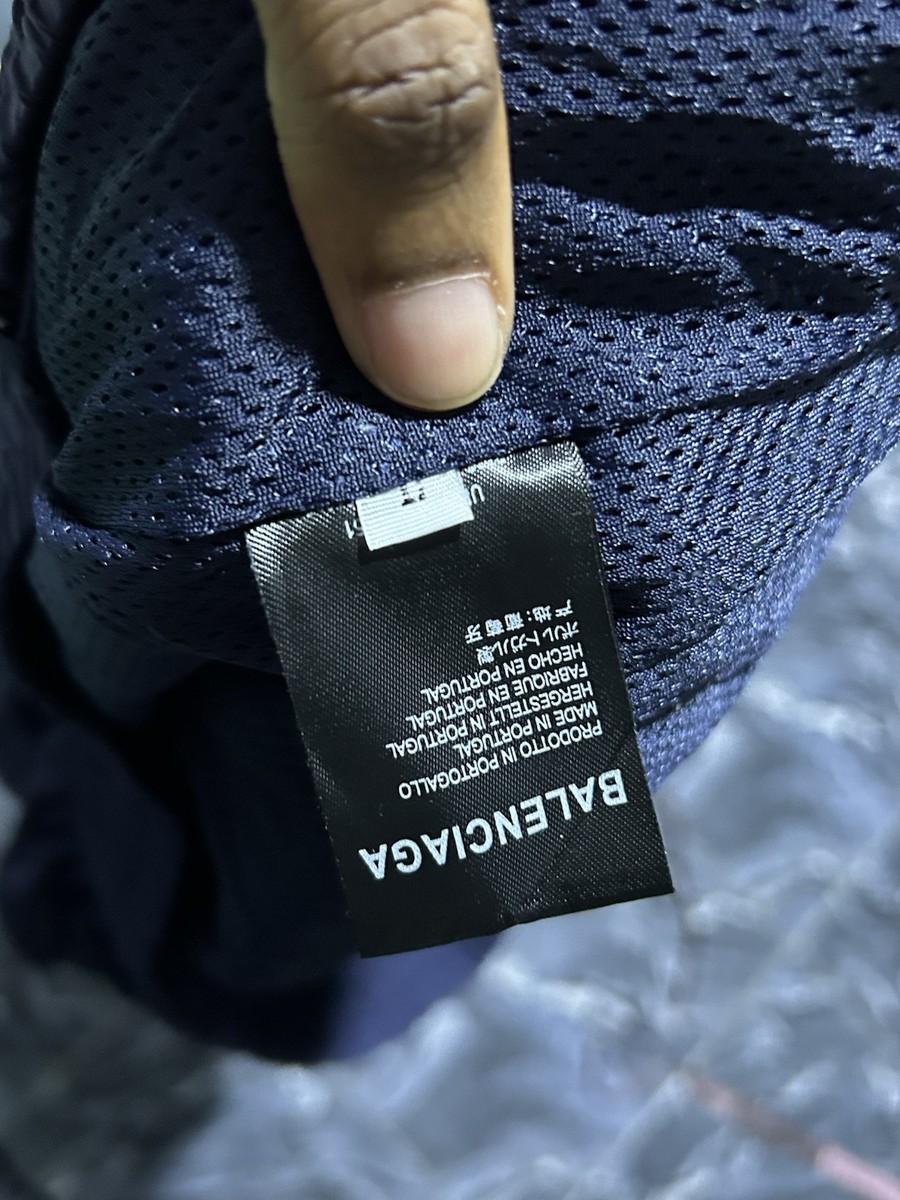 BALENCIAGA
PRODOTTO IN PORTOGALLO
MADE IN PORTUGAL
HERGESTELLT IN PORTUGAL
FABRIQUE EN PORTUGAL
HECHO EN PORTUGAL
ポルトガル製
产地:葡萄牙